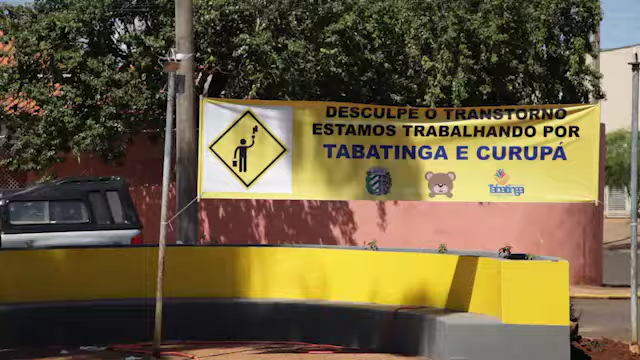 DESCULPE O TRANSTORNO
ESTAMOS TRABALHANDO POR
TABATINGA E CURUPÁ
Tabatinga